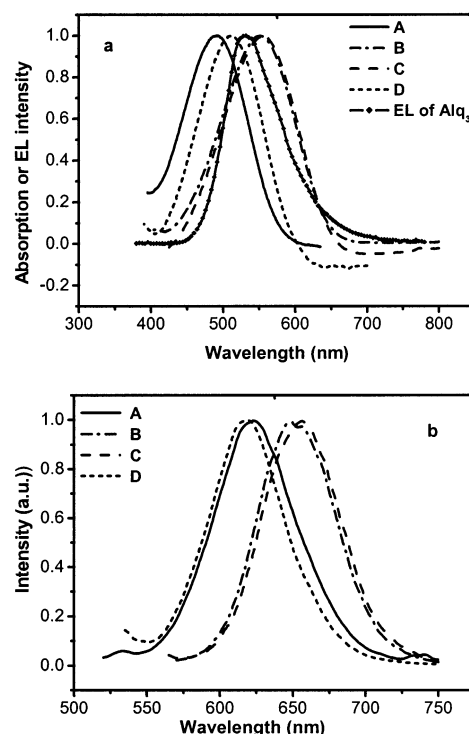 a
A
B
C
D
EL of Alq3
Absorption or EL intensity
1.0
0.8
0.6
0.4
0.2
0.0
-0.2
300 400 500 600 700 800
Wavelength (nm)
b
A
B
C
D
Intensity (a.u.))
1.0
0.8
0.6
0.4
0.2
0.0
500 550 600 650 700 750
Wavelength (nm)